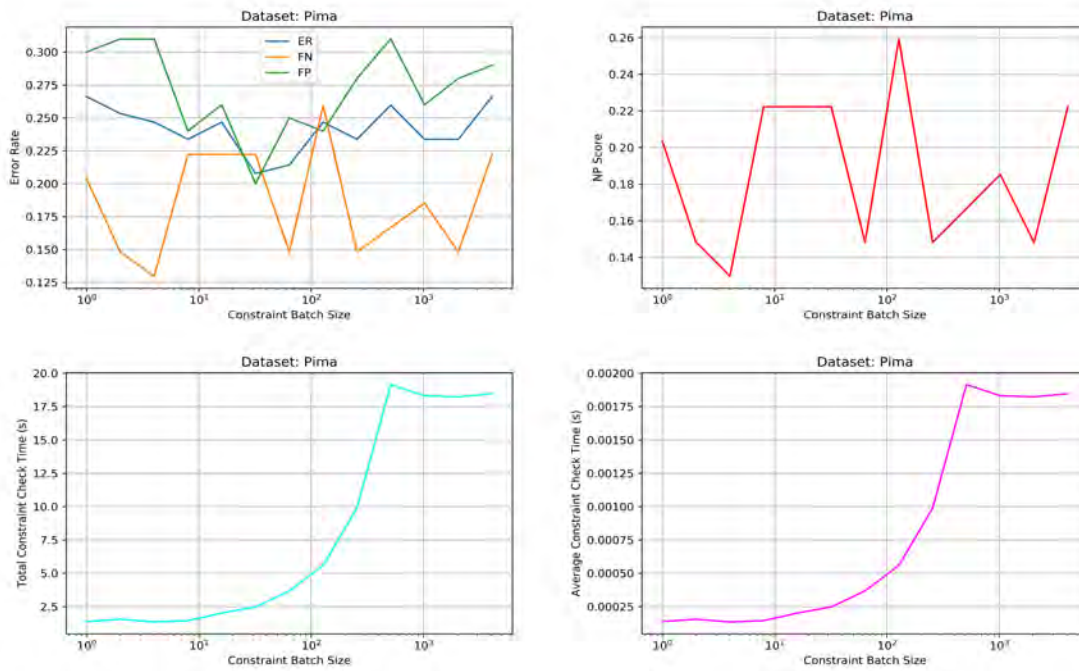 Dataset: Pima
ER
FN
FP
0.300
0.275
0.250
0.225
0.200
0.175
0.150
0.125
Error Rate
10⁰ 10¹ 10² 10³
Constraint Batch Size
Dataset: Pima
0.26
0.24
0.22
0.20
0.18
0.16
0.14
NP Score
10⁰ 10¹ 10² 10³
Constraint Batch Size
Dataset: Pima
20.0
17.5
15.0
12.5
10.0
7.5
5.0
2.5
Total Constraint Check Time (s)
10⁰ 10¹ 10² 10³
Constraint Batch Size
Dataset: Pima
0.00200
0.00175
0.00150
0.00125
0.00100
0.00075
0.00050
0.00025
Average Constraint Check Time (s)
10⁰ 10¹ 10² 10³
Constraint Batch Size